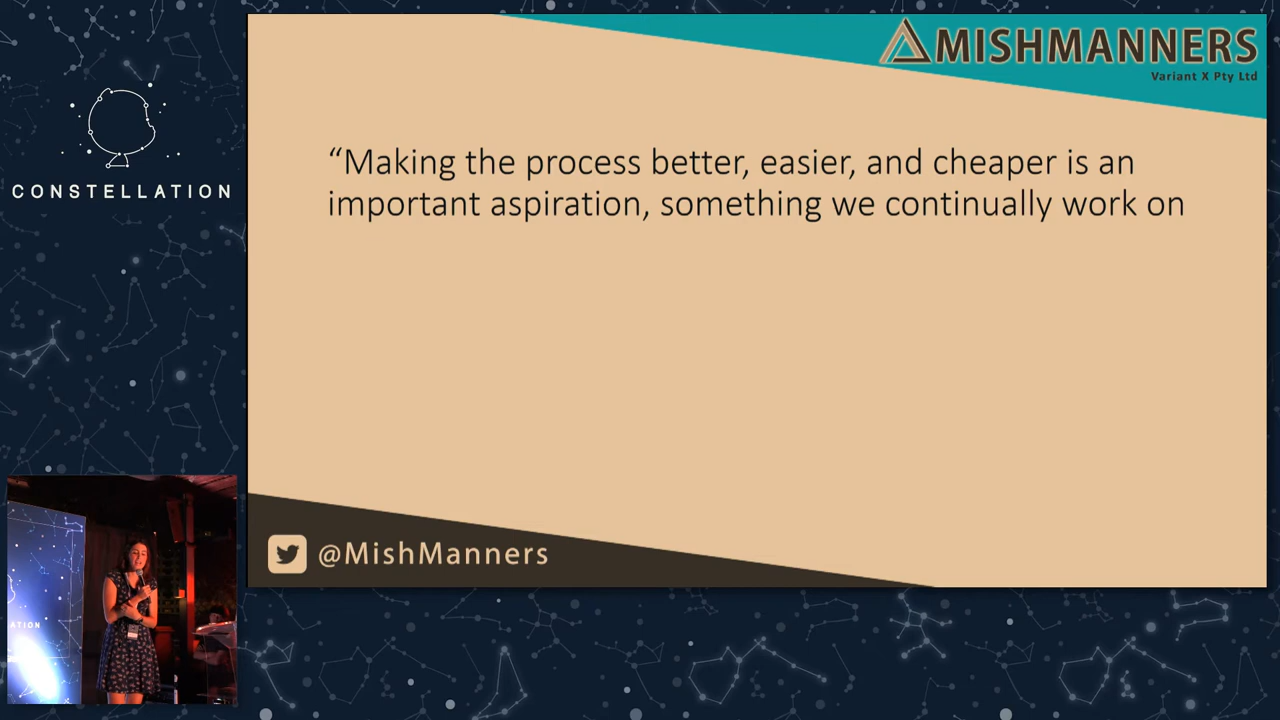 MISHMANNERS
Variant X Pty Ltd
CONSTELLATION
“Making the process better, easier, and cheaper is an
important aspiration, something we continually work on
@MishManners
ATION